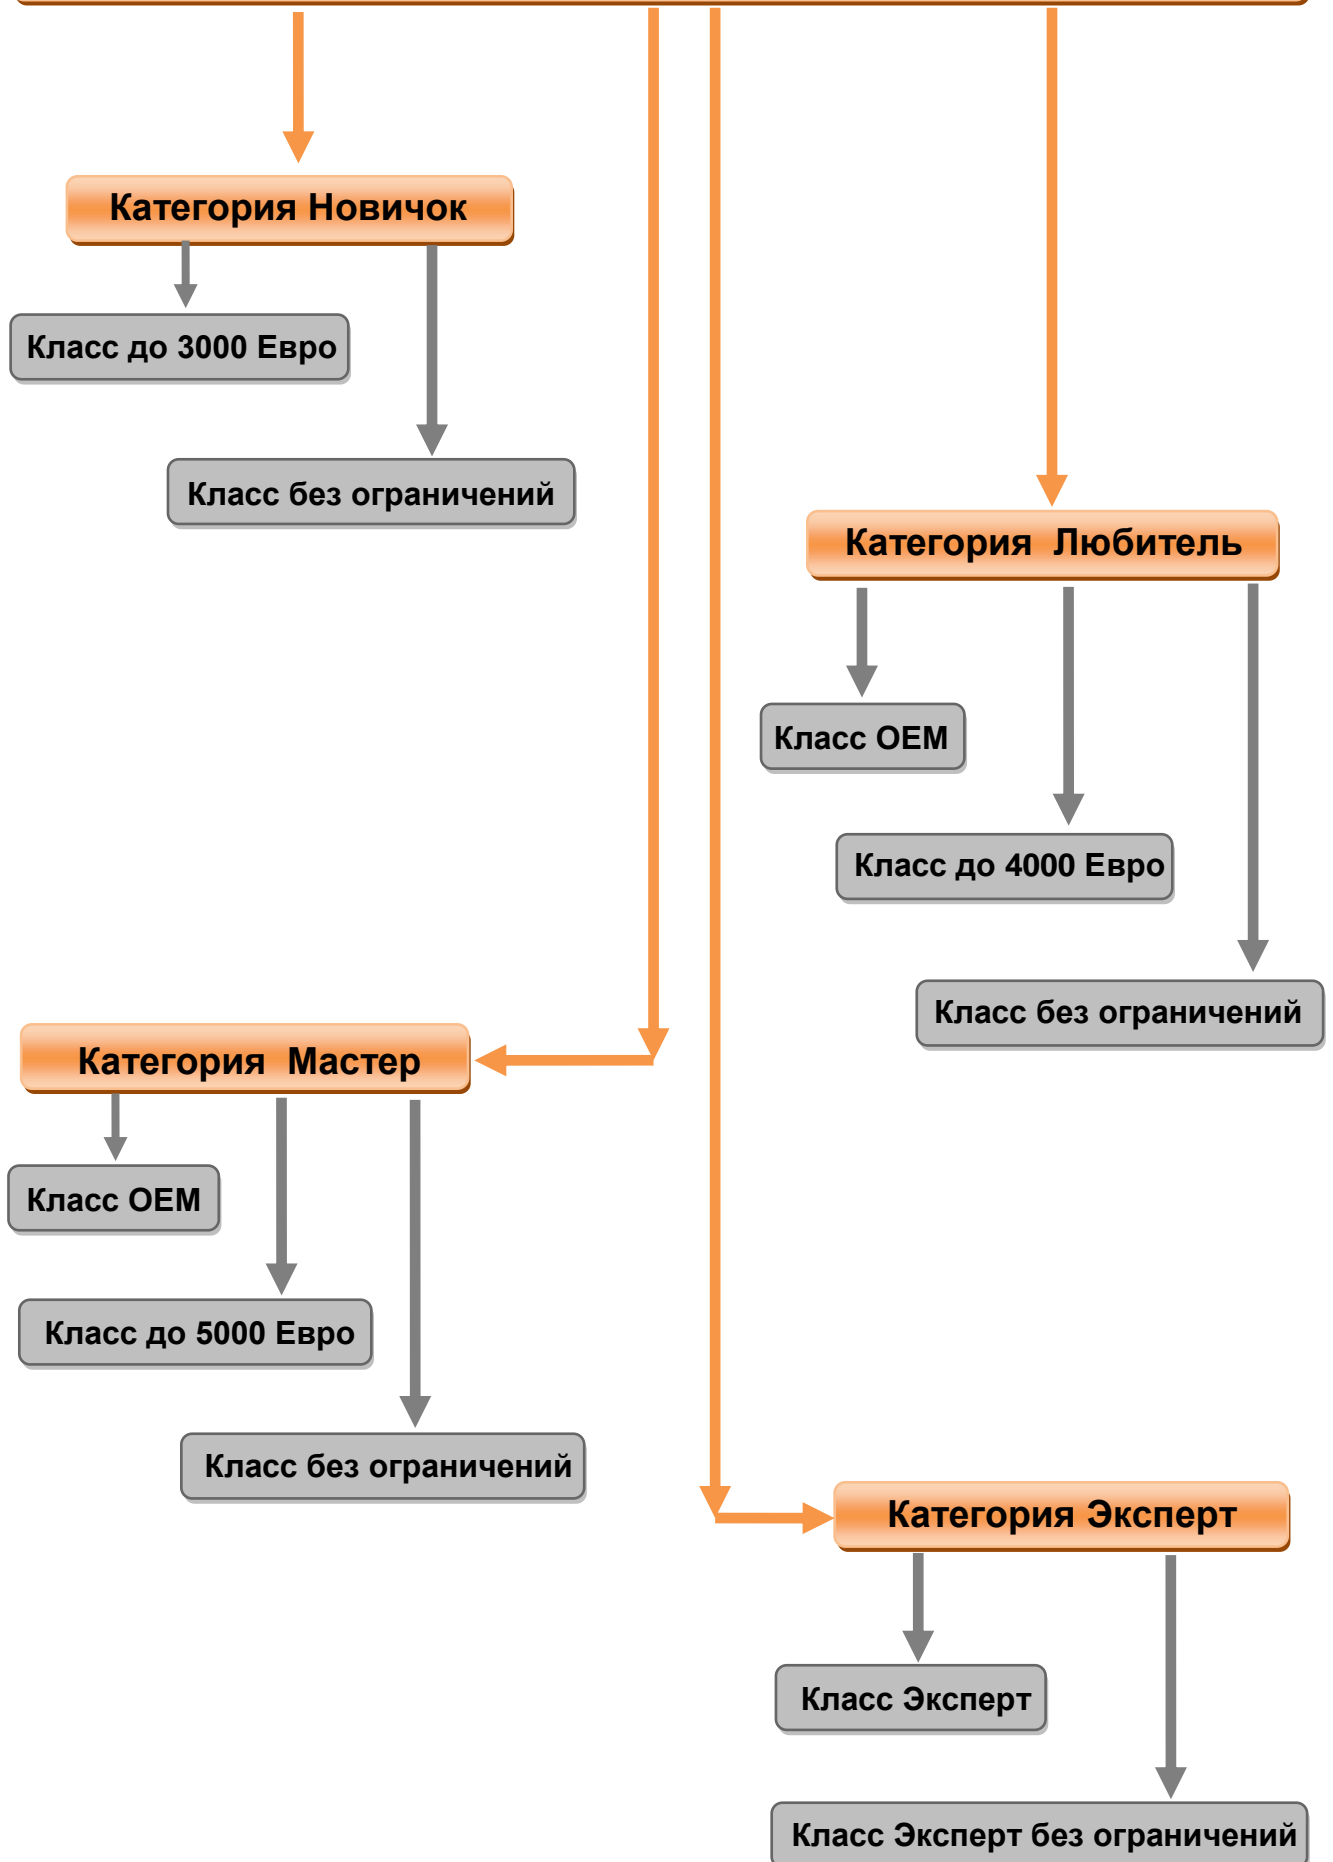 Категория Новичок
Класс до 3000 Евро
Класс без ограничений
Категория Любитель
Класс OEM
Класс до 4000 Евро
Класс без ограничений
Категория Мастер
Класс OEM
Класс до 5000 Евро
Класс без ограничений
Категория Эксперт
Класс Эксперт
Класс Эксперт без ограничений